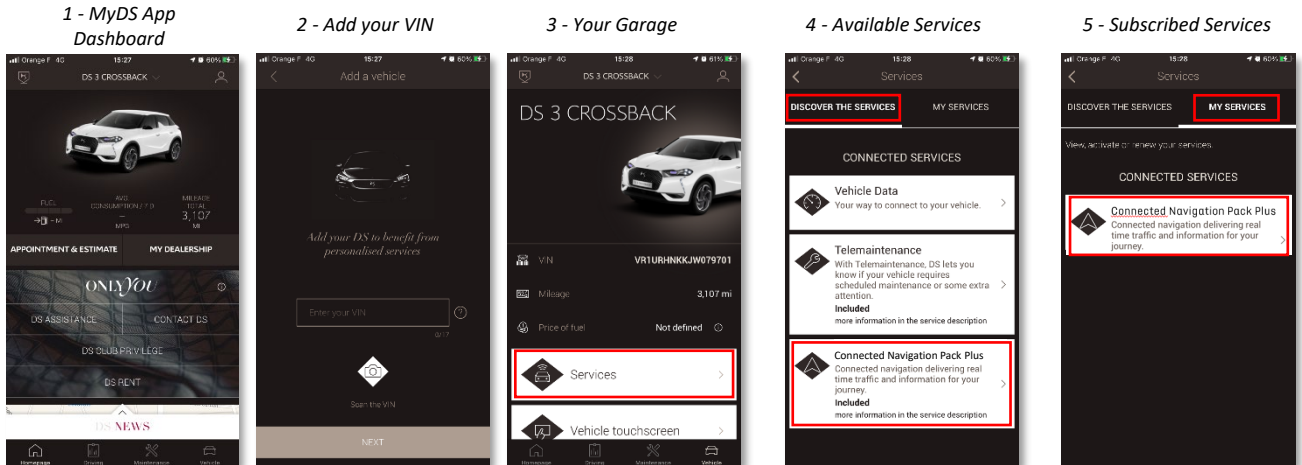 1 - MyDS App
Dashboard
2 - Add your VIN
3 - Your Garage
4 - Available Services
5 - Subscribed Services
Orange F 4G 15:27 60%
DS 3 CROSSBACK
FUEL
AVG.
CONSUMPTION / 7 D
MILEAGE
TOTAL
- MI
--
MPG
3,107
MI
APPOINTMENT & ESTIMATE
MY DEALERSHIP
ONLYYOU
DS ASSISTANCE
CONTACT DS
DS CLUB PRIVILEGE
DS RENT
DS NEWS
Homepage
Driving
Maintenance
Vehicle
Orange F 4G 15:27 60%
Add a vehicle
Add your DS to benefit from
personalised services
Enter your VIN
?
0/17
Scan the VIN
NEXT
Orange F 4G 15:28 61%
DS 3 CROSSBACK
DS 3 CROSSBACK
VIN VR1URHNKKJW079701
Mileage 3,107 mi
Price of fuel Not defined
Services
Vehicle touchscreen
Homepage
Driving
Maintenance
Vehicle
Orange F 4G 15:28 60%
Services
DISCOVER THE SERVICES
MY SERVICES
CONNECTED SERVICES
Vehicle Data
Your way to connect to your vehicle.
Telemaintenance
With Telemaintenance, DS lets you
know if your vehicle requires
scheduled maintenance or some extra
attention.
Included
more information in the service description
Connected Navigation Pack Plus
Connected navigation delivering real
time traffic and information for your
journey.
Included
more information in the service description
Orange F 4G 15:28 60%
Services
DISCOVER THE SERVICES
MY SERVICES
View, activate or renew your services.
CONNECTED SERVICES
Connected Navigation Pack Plus
Connected navigation delivering real
time traffic and information for your
journey.